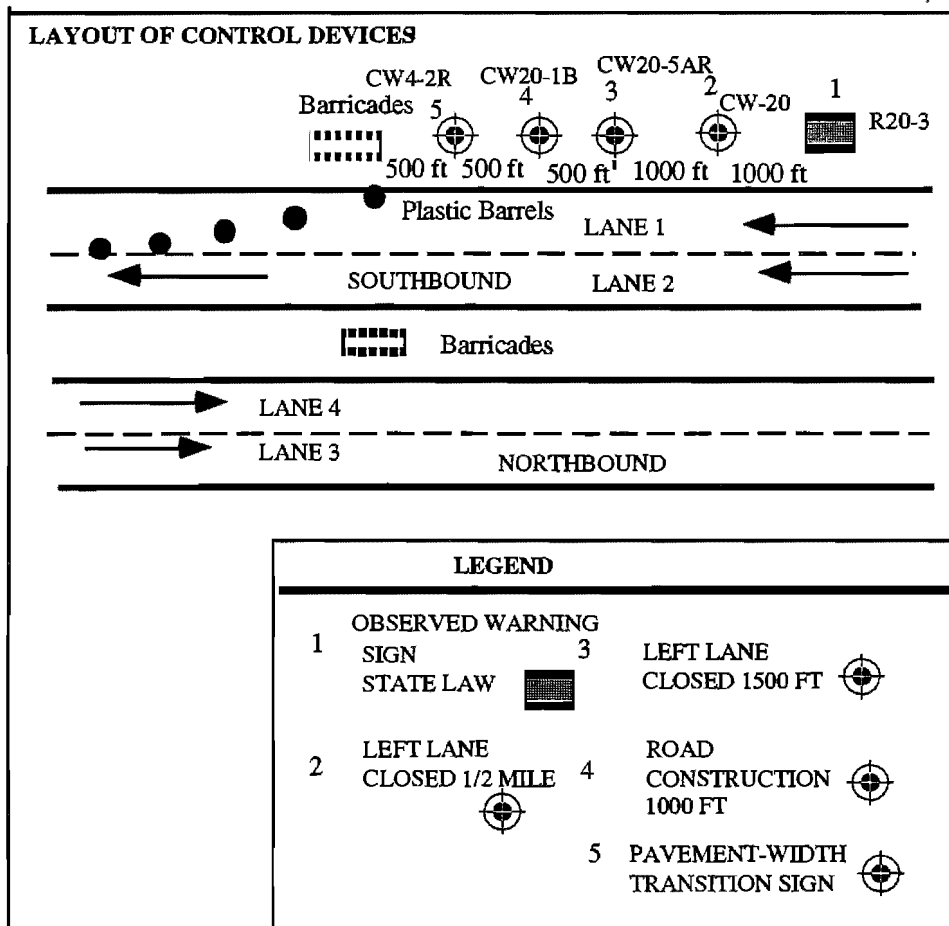 LAYOUT OF CONTROL DEVICES
CW4-2R CW20-1B CW20-5AR
Barricades 5 4 3 2 CW-20 1 R20-3
500 ft 500 ft 500 ft 1000 ft 1000 ft
Plastic Barrels LANE 1
SOUTHBOUND LANE 2
Barricades
LANE 4
LANE 3 NORTHBOUND
LEGEND
1 OBSERVED WARNING
SIGN
STATE LAW
3 LEFT LANE
CLOSED 1500 FT
2 LEFT LANE
CLOSED 1/2 MILE
4 ROAD
CONSTRUCTION
1000 FT
5 PAVEMENT-WIDTH
TRANSITION SIGN